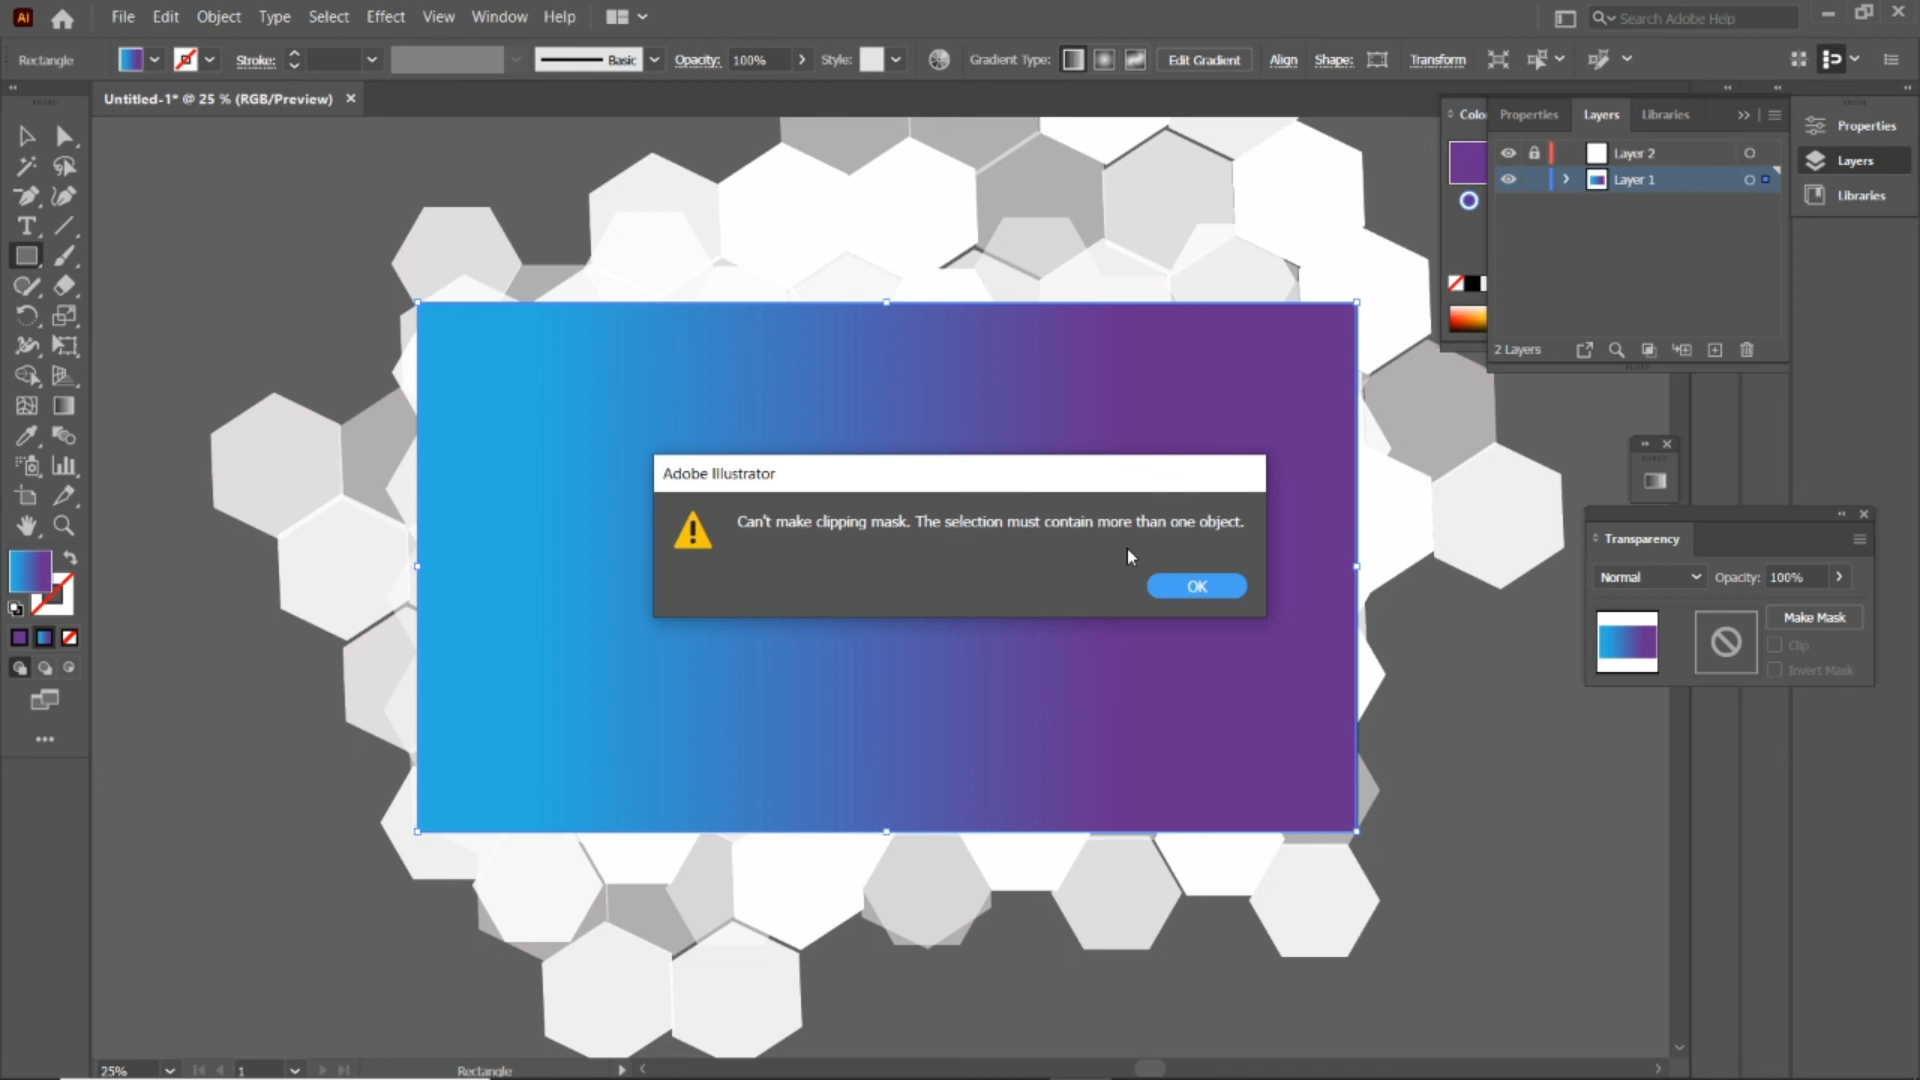 Ai File Edit Object Type Select Effect View Window Help Search Adobe Help
Rectangle Stroke: Basic Opacity: 100% Style: Gradient Type: Edit Gradient Align Shape: Transform
Untitled-1* @ 25 % (RGB/Preview)
Colo Properties Layers Libraries
Layer 2
Layer 1
2 Layers
Properties
Layers
Libraries
Adobe Illustrator
Can't make clipping mask. The selection must contain more than one object.
OK
Transparency
Normal Opacity: 100%
Make Mask
Clip
Invert Mask
25% 1 Rectangle